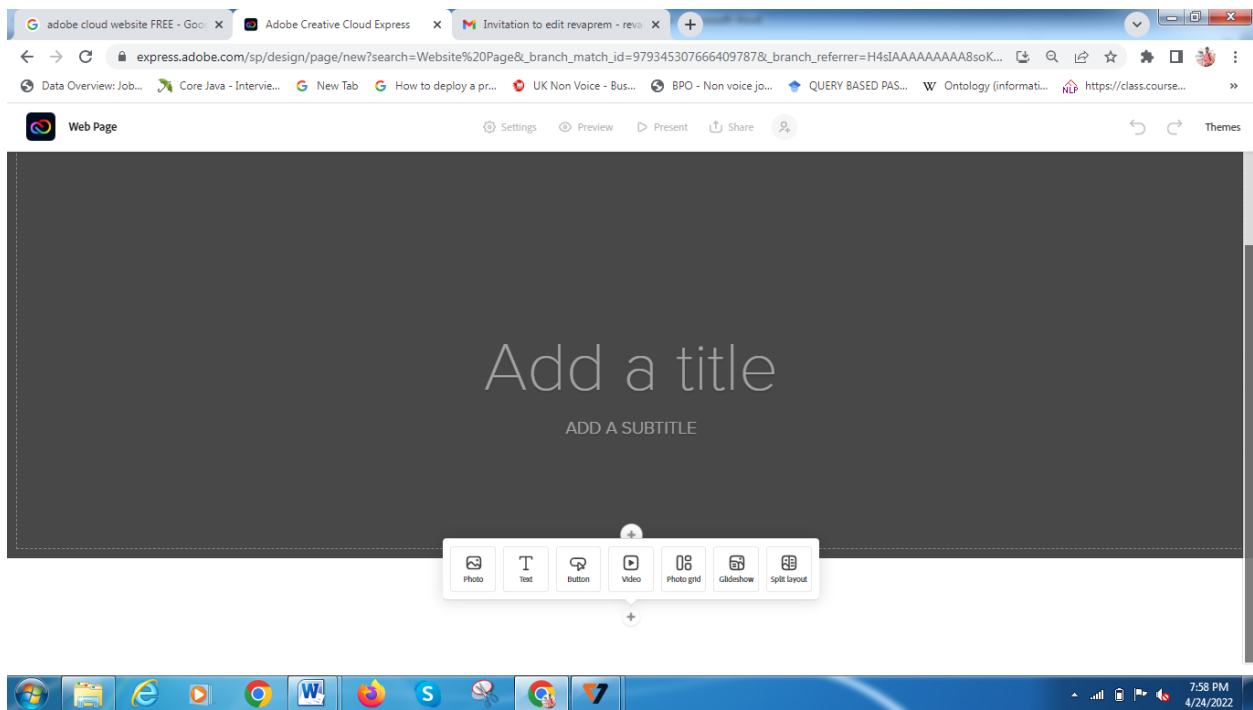 adobe cloud website FREE - Goo
Adobe Creative Cloud Express
Invitation to edit revaprem - reva
express.adobe.com/sp/design/page/new?search=Website%20Page&_branch_match_id=979345307666409787&_branch_referrer=H4sIAAAAAAAAA8soK...
Data Overview: Job...
Core Java - Intervie...
New Tab
How to deploy a pr...
UK Non Voice - Bus...
BPO - Non voice jo...
QUERY BASED PAS...
W Ontology (informati...
NLP https://class.course...
Web Page
Settings
Preview
Present
Share
Themes
Add a title
ADD A SUBTITLE
Photo
Text
Button
Video
Photo grid
Glideshow
Split layout
7:58 PM
4/24/2022